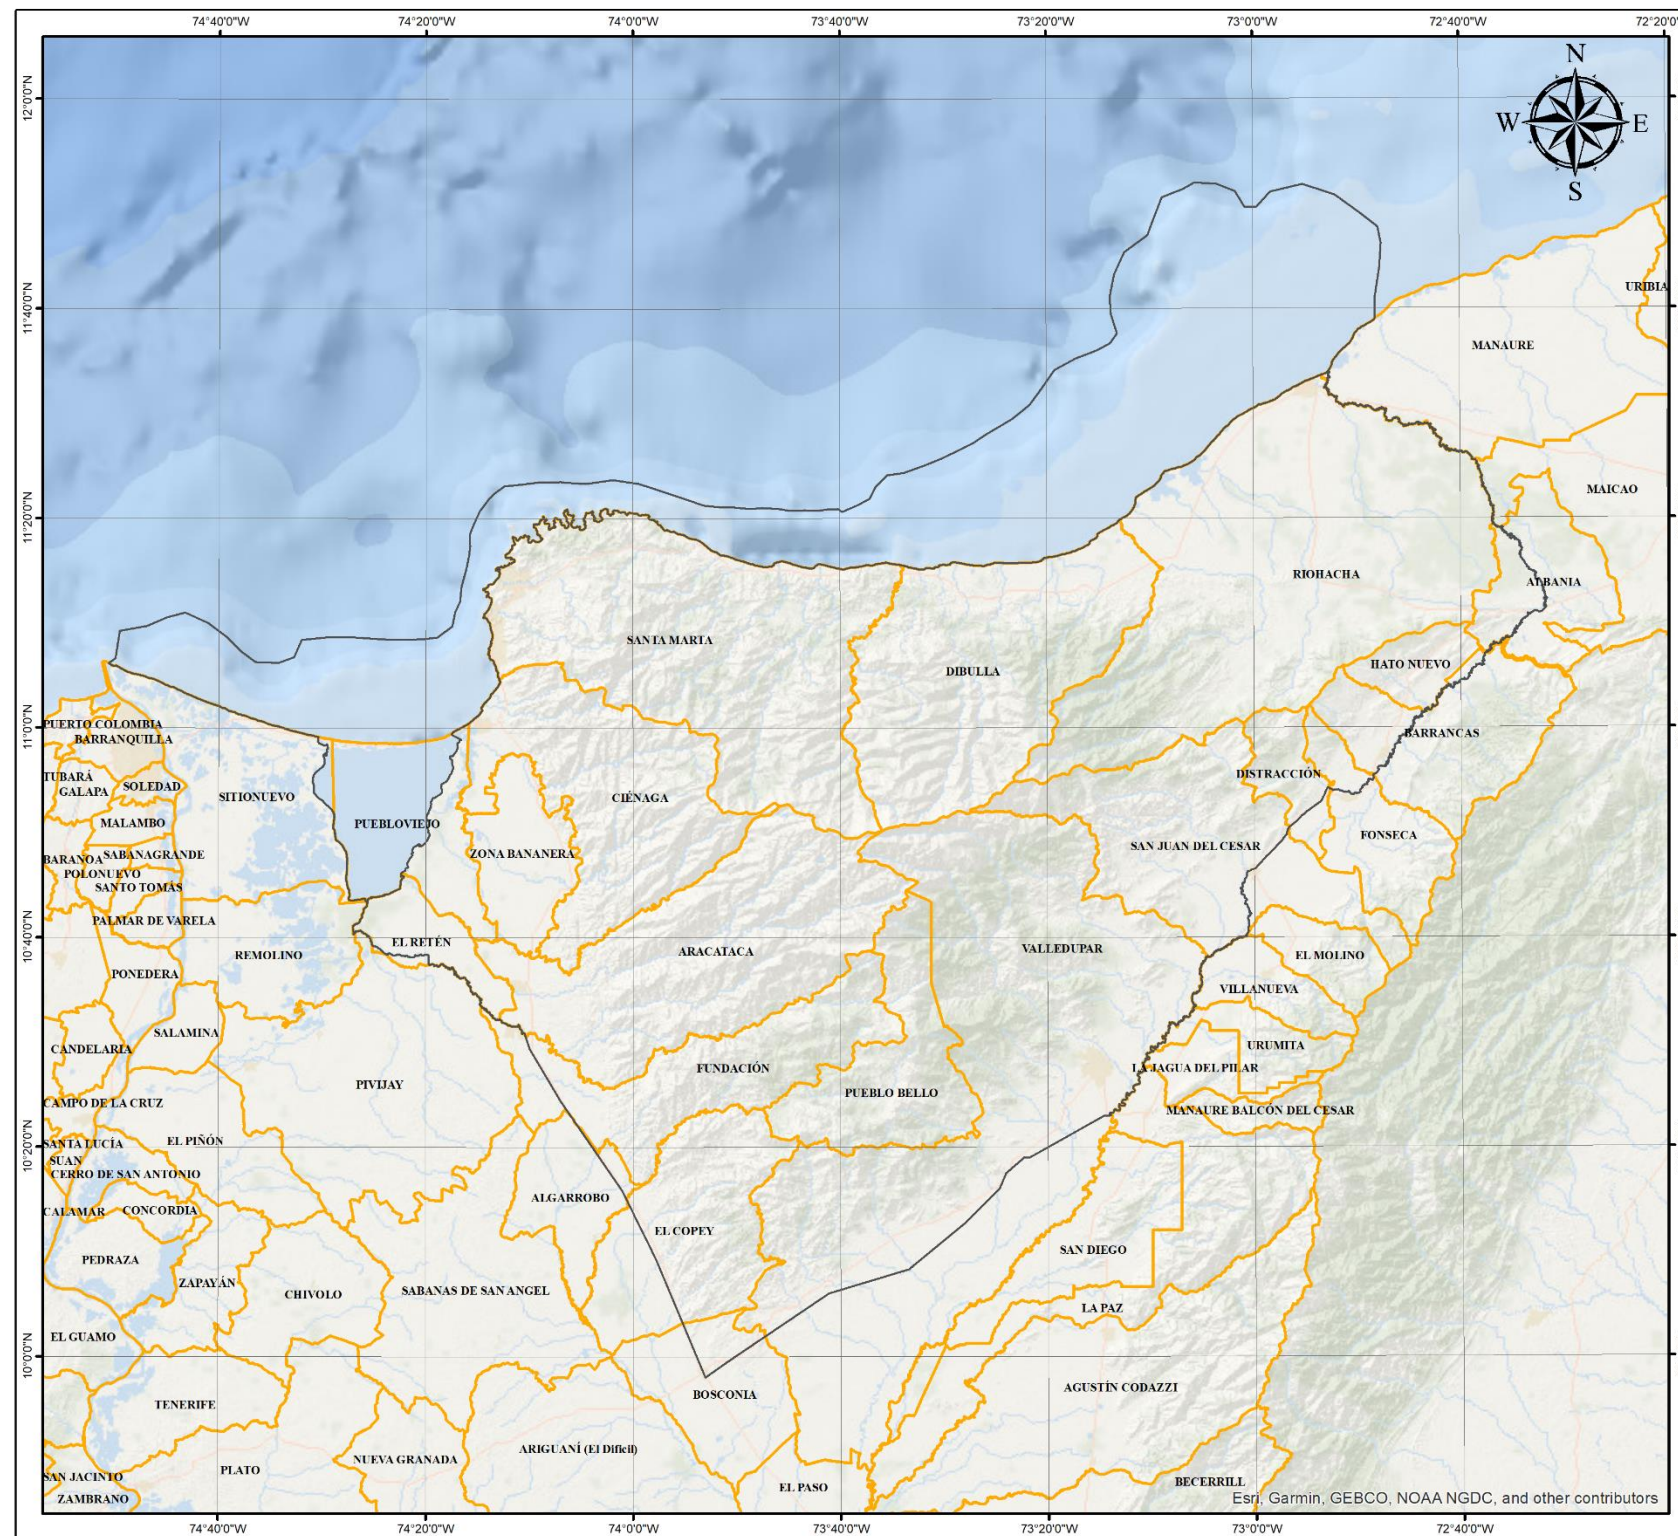 74°40'0"W 74°20'0"W 74°0'0"W 73°40'0"W 73°20'0"W 73°0'0"W 72°40'0"W 72°20'0"W
12°0'0"N
N
W E
S
URIBIA
11°40'0"N
MANAURE
MAICAO
11°20'0"N
RIOHACHA
ALBANIA
SANTA MARTA
HATO NUEVO
DIBULLA
11°0'0"N
PUERTO COLOMBIA
BARRANQUILLA
BARRANCAS
TUBARÁ
DISTRACCIÓN
SOLEDAD
GALAPA
SITIONUEVO
CIÉNAGA
MALAMBO
PUEBLOVIEJO
FONSECA
SAN JUAN DEL CESAR
ZONA BANANERA
SABANAGRANDE
BARANOA
POLONUEVO
SANTO TOMÁS
PALMAR DE VARELA
10°40'0"N
EL RETÉN
VALLEDUPAR
ARACATACA
REMOLINO
EL MOLINO
PONEDERA
VILLANUEVA
SALAMINA
URUMITA
CANDELARIA
FUNDACIÓN
LA JAGUA DEL PILAR
PIVIJAY
PUEBLO BELLO
CAMPO DE LA CRUZ
MANAURE BALCÓN DEL CESAR
10°20'0"N
EL PIÑÓN
SANTA LUCÍA
SUAN
CERRO DE SAN ANTONIO
ALGARROBO
CALAMAR
CONCORDIA
EL COPEY
SAN DIEGO
PEDRAZA
ZAPAYÁN
SABANAS DE SAN ANGEL
CHIVOLO
LA PAZ
EL GUAMO
10°0'0"N
AGUSTÍN CODAZZI
BOSCONIA
TENERIFE
ARIGUANÍ (El Difícil)
NUEVA GRANADA
PLATO
SAN JACINTO
BECERRILL
EL PASO
ZAMBRANO
Esri, Garmin, GEBCO, NOAA NGDC, and other contributors
74°40'0"W 74°20'0"W 74°0'0"W 73°40'0"W 73°20'0"W 73°0'0"W 72°40'0"W